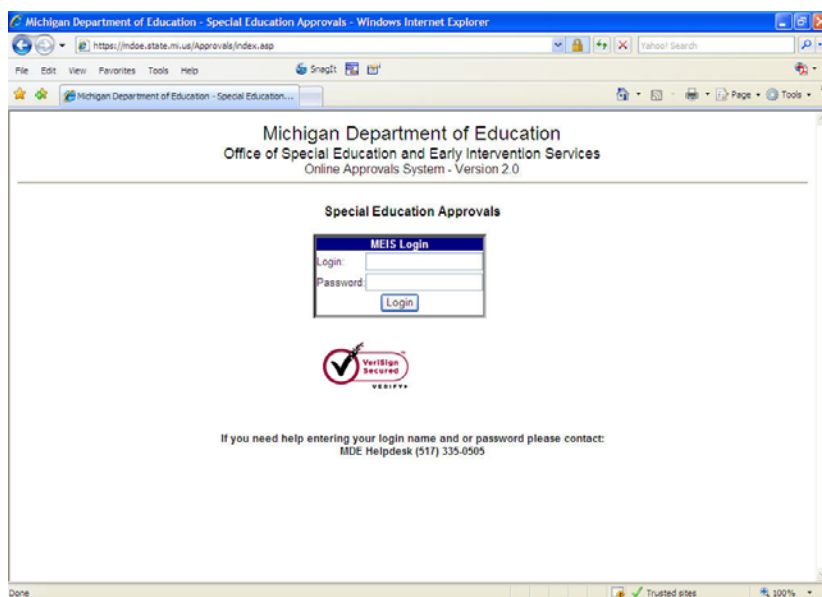 Michigan Department of Education - Special Education Approvals - Windows Internet Explorer
https://mdoe.state.mi.us/Approvals/index.asp
Yahoo! Search
File Edit View Favorites Tools Help
SnagIt
Michigan Department of Education - Special Education...
Page
Tools
Michigan Department of Education
Office of Special Education and Early Intervention Services
Online Approvals System - Version 2.0
Special Education Approvals
MEIS Login
Login:
Password:
Login
VeriSign
Secured
VERIFY
If you need help entering your login name and or password please contact:
MDE Helpdesk (517) 335-0505
Done
Trusted sites
100%